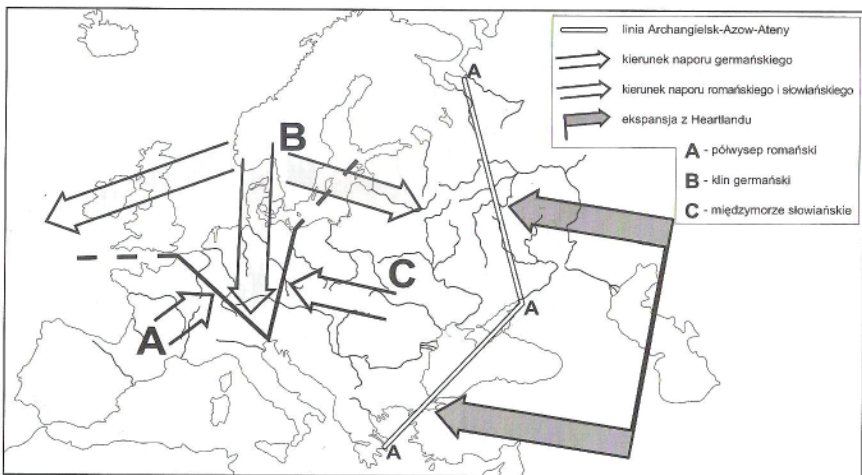 linia Archangielsk-Azow-Ateny
kierunek naporu germańskiego
kierunek naporu romańskiego i słowiańskiego
ekspansja z Heartlandu
A - półwysep romański
B - klin germański
C - międzymorze słowiańskie
A
B
C
A
A
A